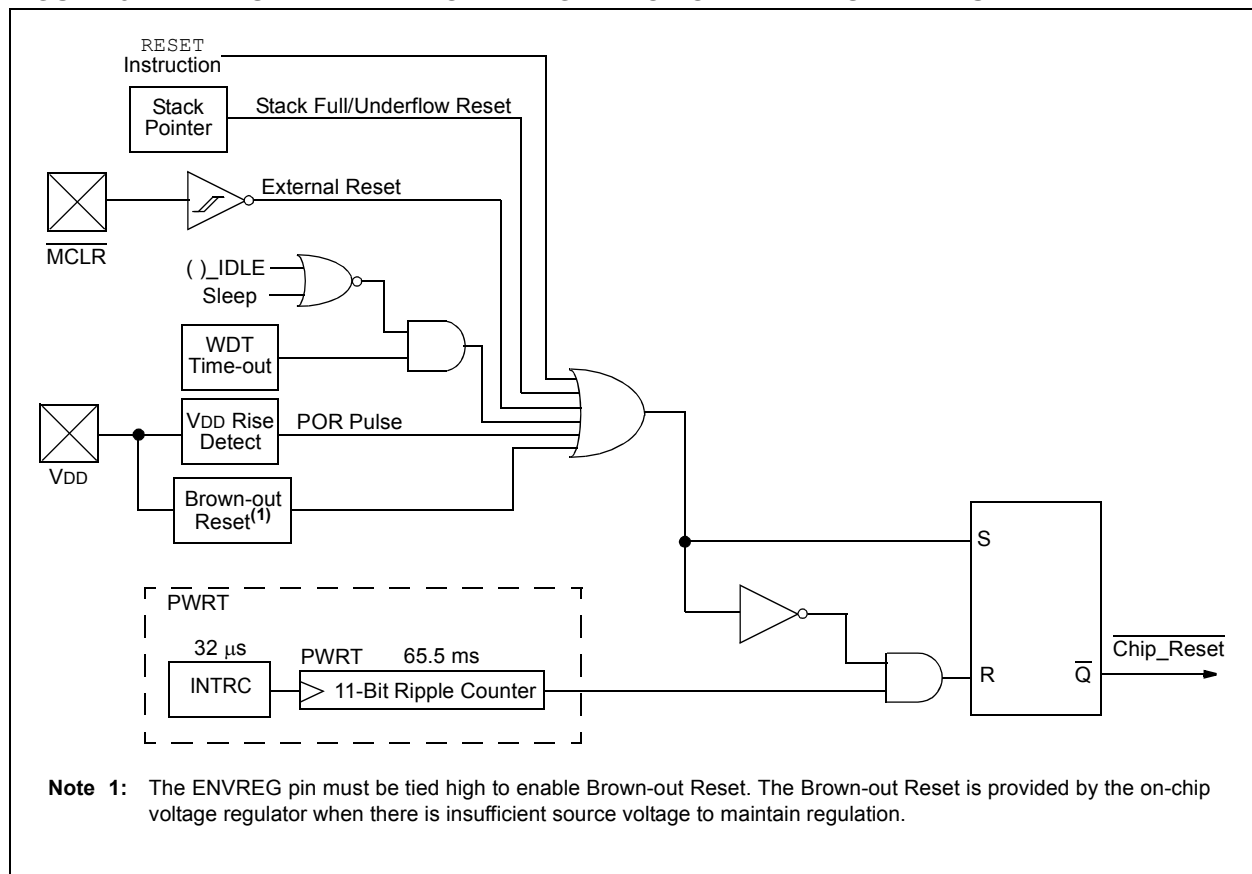 RESET
Instruction
Stack
Pointer
Stack Full/Underflow Reset
External Reset
MCLR
( )_IDLE
Sleep
WDT
Time-out
VDD Rise
Detect
POR Pulse
VDD
Brown-out
Reset(1)
PWRT
32 μs
INTRC
PWRT 65.5 ms
11-Bit Ripple Counter
S
R
Q
Chip_Reset
Note 1: The ENVREG pin must be tied high to enable Brown-out Reset. The Brown-out Reset is provided by the on-chip
voltage regulator when there is insufficient source voltage to maintain regulation.